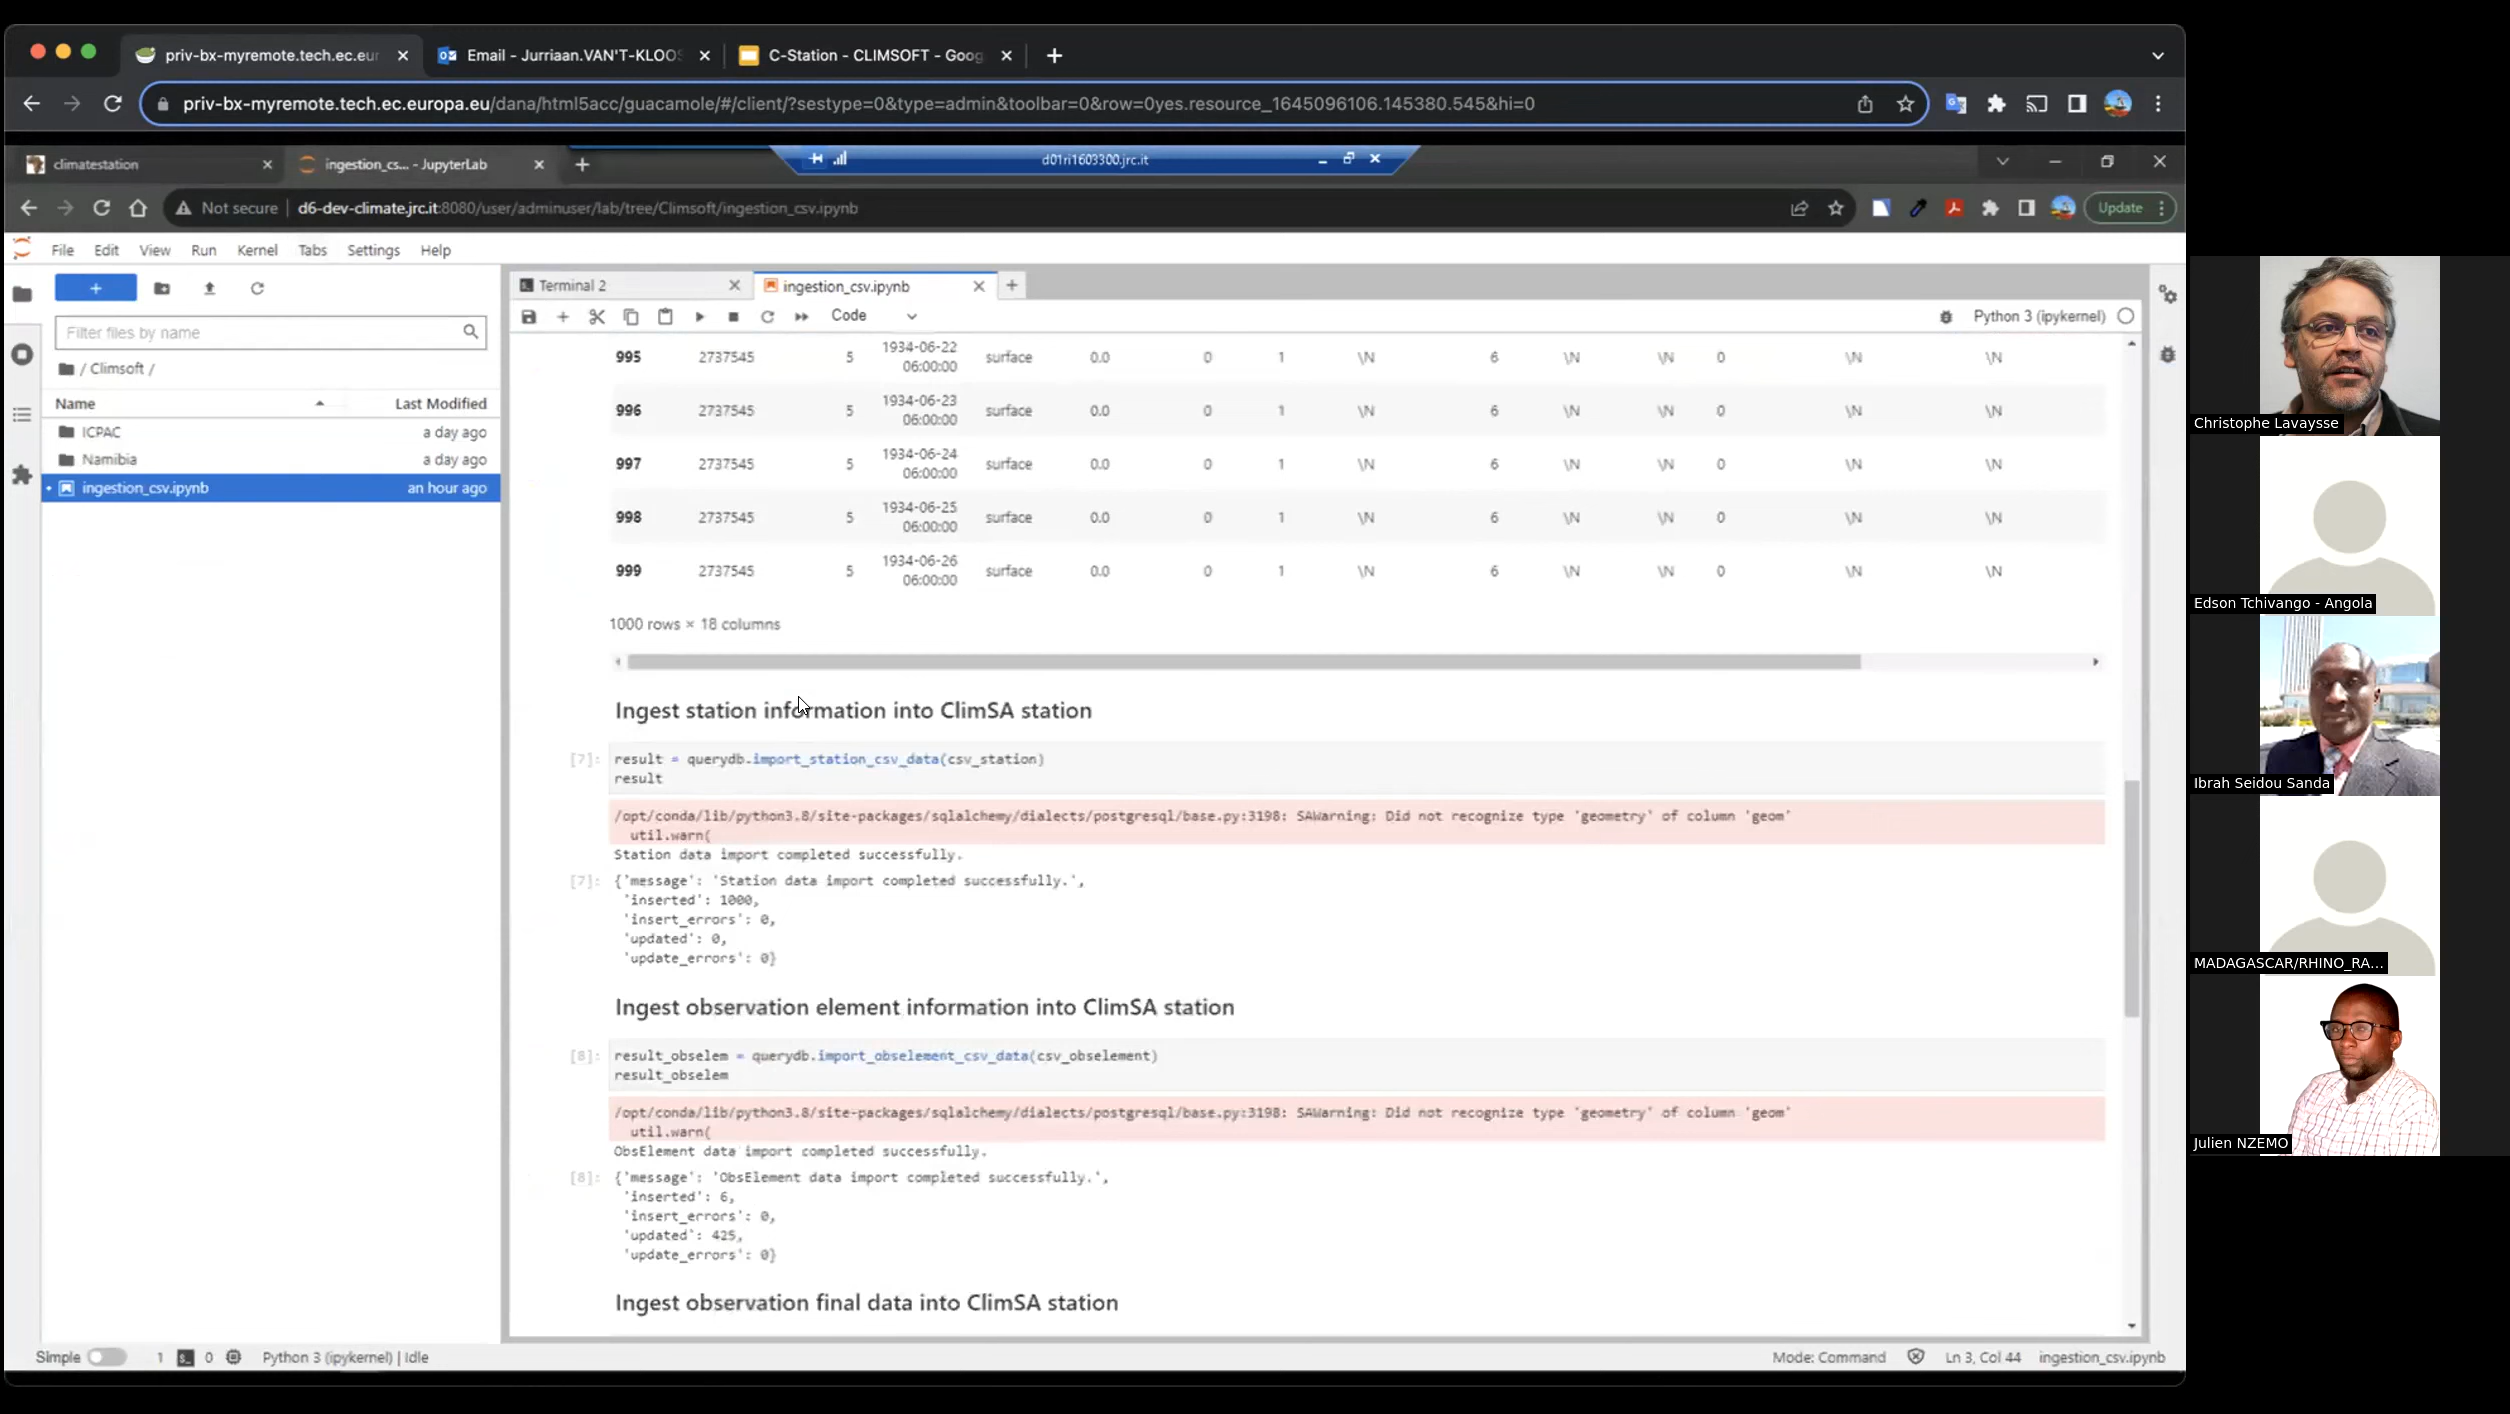 priv-bx-myremote.tech.ec.eur
Email - Jurriaan.VAN'T-KLOOS
C-Station - CLIMSOFT - Goog
priv-bx-myremote.tech.ec.europa.eu/dana/html5acc/guacamole/#/client/?sestype=0&type=admin&toolbar=0&row=0yes.resource_1645096106.145380.545&hi=0
climatestation
ingestion_cs... - JupyterLab
d01ri1603300.jrc.it
Not secure
d6-dev-climate.jrc.it:8080/user/adminuser/lab/tree/Climsoft/ingestion_csv.ipynb
Update
File Edit View Run Kernel Tabs Settings Help
Filter files by name
/ Climsoft /
Name Last Modified
ICPAC a day ago
Namibia a day ago
ingestion_csv.ipynb an hour ago
Terminal 2
ingestion_csv.ipynb
Code
Python 3 (ipykernel)
995 2737545 5 1934-06-22 06:00:00 surface 0.0 0 1 \N 6 \N \N 0 \N \N
996 2737545 5 1934-06-23 06:00:00 surface 0.0 0 1 \N 6 \N \N 0 \N \N
997 2737545 5 1934-06-24 06:00:00 surface 0.0 0 1 \N 6 \N \N 0 \N \N
998 2737545 5 1934-06-25 06:00:00 surface 0.0 0 1 \N 6 \N \N 0 \N \N
999 2737545 5 1934-06-26 06:00:00 surface 0.0 0 1 \N 6 \N \N 0 \N \N
1000 rows × 18 columns
Ingest station information into ClimSA station
[7]: result = querydb.import_station_csv_data(csv_station)
result
/opt/conda/lib/python3.8/site-packages/sqlalchemy/dialects/postgresql/base.py:3198: SAWarning: Did not recognize type 'geometry' of column 'geom'
util.warn(
Station data import completed successfully.
[7]: {'message': 'Station data import completed successfully.',
'inserted': 1000,
'insert_errors': 0,
'updated': 0,
'update_errors': 0}
Ingest observation element information into ClimSA station
[8]: result_obselem = querydb.import_obselement_csv_data(csv_obselement)
result_obselem
/opt/conda/lib/python3.8/site-packages/sqlalchemy/dialects/postgresql/base.py:3198: SAWarning: Did not recognize type 'geometry' of column 'geom'
util.warn(
ObsElement data import completed successfully.
[8]: {'message': 'ObsElement data import completed successfully.',
'inserted': 6,
'insert_errors': 0,
'updated': 425,
'update_errors': 0}
Ingest observation final data into ClimSA station
Simple 1 0 Python 3 (ipykernel) | Idle
Mode: Command Ln 3, Col 44 ingestion_csv.ipynb
Christophe Lavaysse
Edson Tchivango - Angola
Ibrah Seidou Sanda
MADAGASCAR/RHINO_RA...
Julien NZEMO